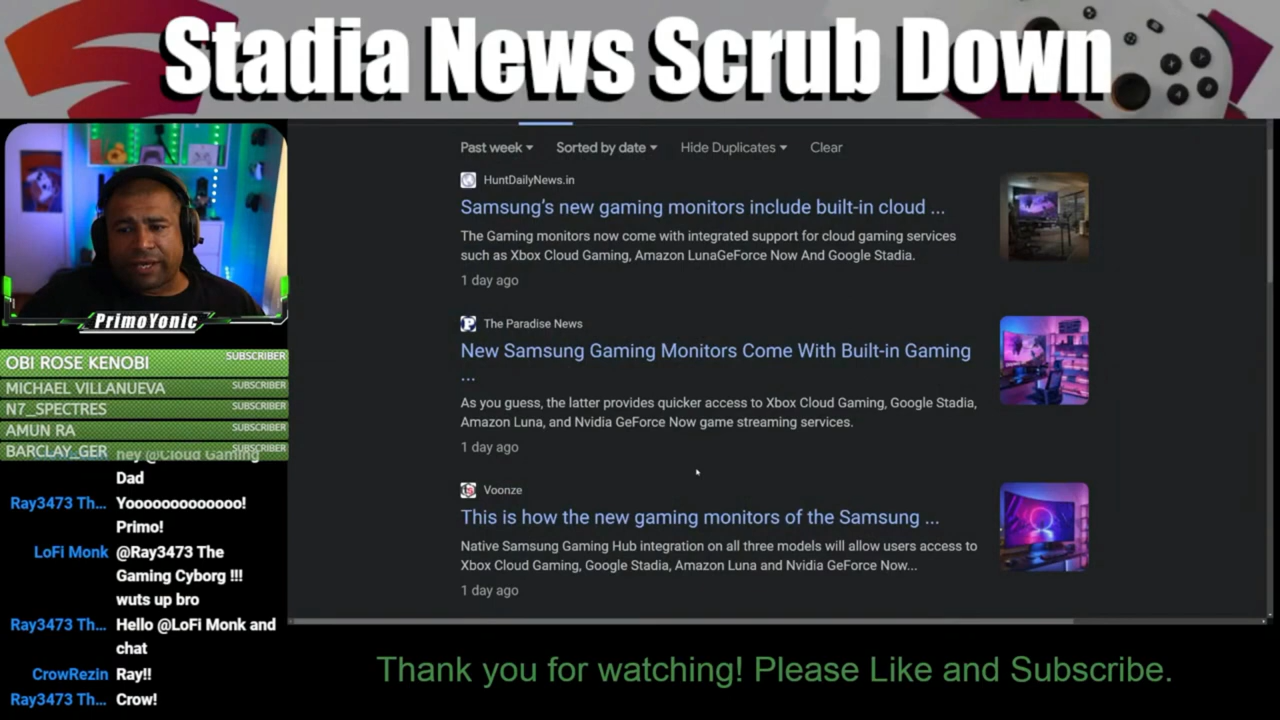 Stadia News Scrub Down
Past week
Sorted by date
Hide Duplicates
Clear
HuntDailyNews.in
Samsung's new gaming monitors include built-in cloud ...
The Gaming monitors now come with integrated support for cloud gaming services
such as Xbox Cloud Gaming, Amazon LunaGeForce Now And Google Stadia.
1 day ago
The Paradise News
New Samsung Gaming Monitors Come With Built-in Gaming
...
As you guess, the latter provides quicker access to Xbox Cloud Gaming, Google Stadia,
Amazon Luna, and Nvidia GeForce Now game streaming services.
1 day ago
Voonze
This is how the new gaming monitors of the Samsung ...
Native Samsung Gaming Hub integration on all three models will allow users access to
Xbox Cloud Gaming, Google Stadia, Amazon Luna and Nvidia GeForce Now...
1 day ago
PrimoYonic
OBI ROSE KENOBI SUBSCRIBER
MICHAEL VILLANUEVA SUBSCRIBER
N7_SPECTRES SUBSCRIBER
AMUN RA SUBSCRIBER
BARCLAY_GER SUBSCRIBER
hey @Cloud Gaming
Dad
Ray3473 Th... Yooooooooooooo!
Primo!
LoFi Monk @Ray3473 The
Gaming Cyborg !!!
wuts up bro
Ray3473 Th... Hello @LoFi Monk and
chat
CrowRezin Ray!!
Ray3473 Th... Crow!
Thank you for watching! Please Like and Subscribe.